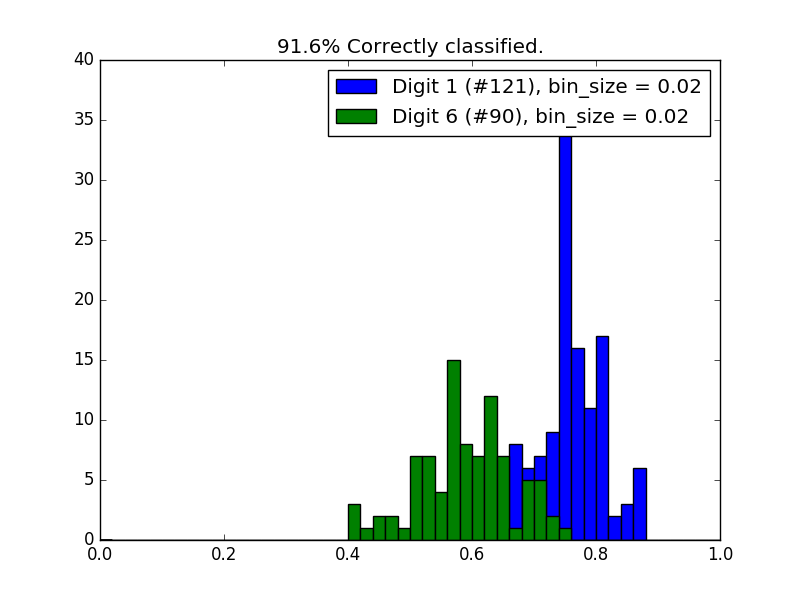 91.6% Correctly classified.
40
Digit 1 (#121), bin_size = 0.02
Digit 6 (#90), bin_size = 0.02
35
30
25
20
15
10
5
0
0.0 0.2 0.4 0.6 0.8 1.0